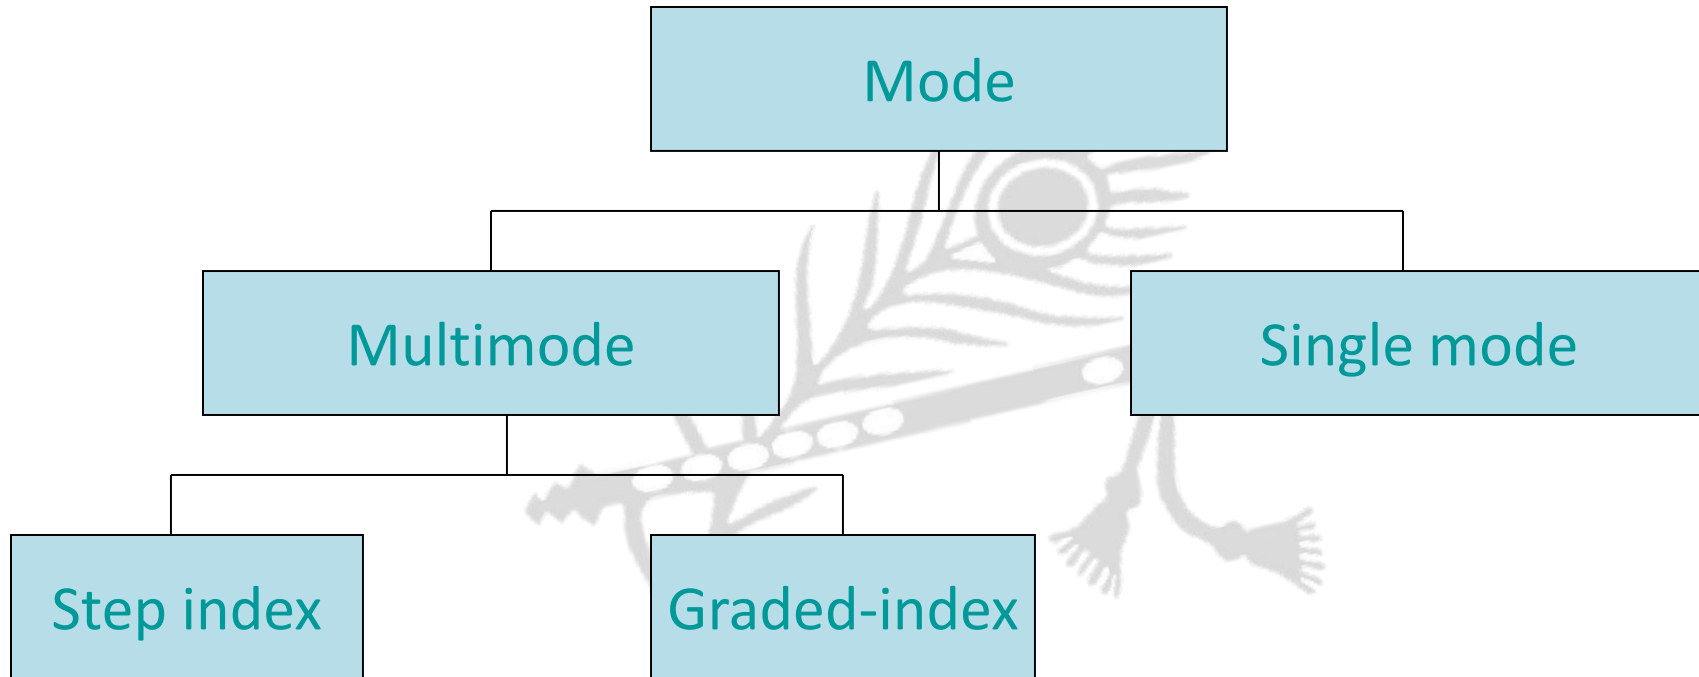 Mode
Multimode
Single mode
Step index
Graded-index